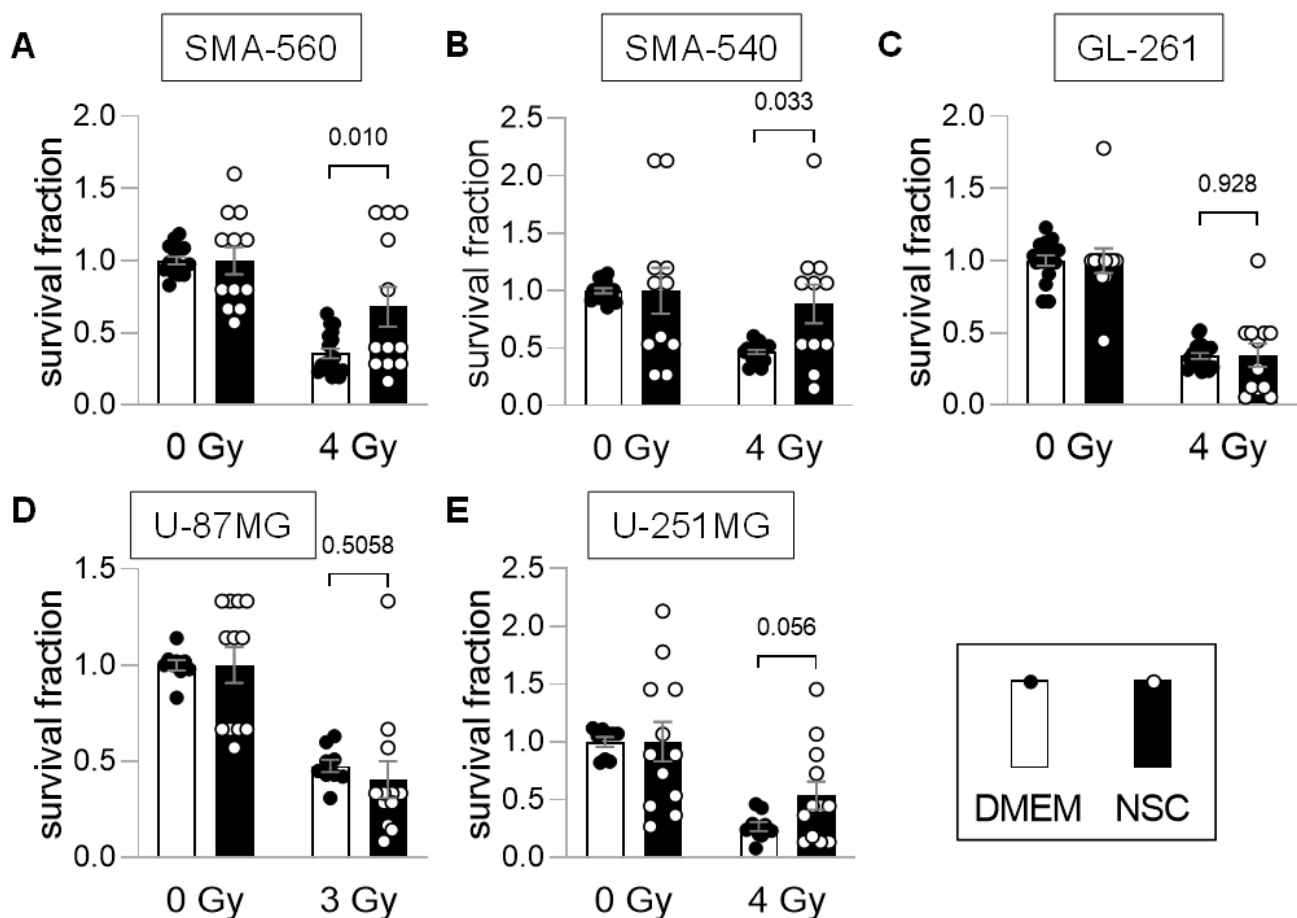 A
SMA-560
survival fraction
2.0
1.5
1.0
0.5
0.0
0.010
0 Gy
4 Gy
B
SMA-540
survival fraction
2.5
2.0
1.5
1.0
0.5
0.0
0.033
0 Gy
4 Gy
C
GL-261
survival fraction
2.0
1.5
1.0
0.5
0.0
0.928
0 Gy
4 Gy
D
U-87MG
survival fraction
1.5
1.0
0.5
0.0
0.5058
0 Gy
3 Gy
E
U-251MG
survival fraction
2.5
2.0
1.5
1.0
0.5
0.0
0.056
0 Gy
4 Gy
DMEM
NSC